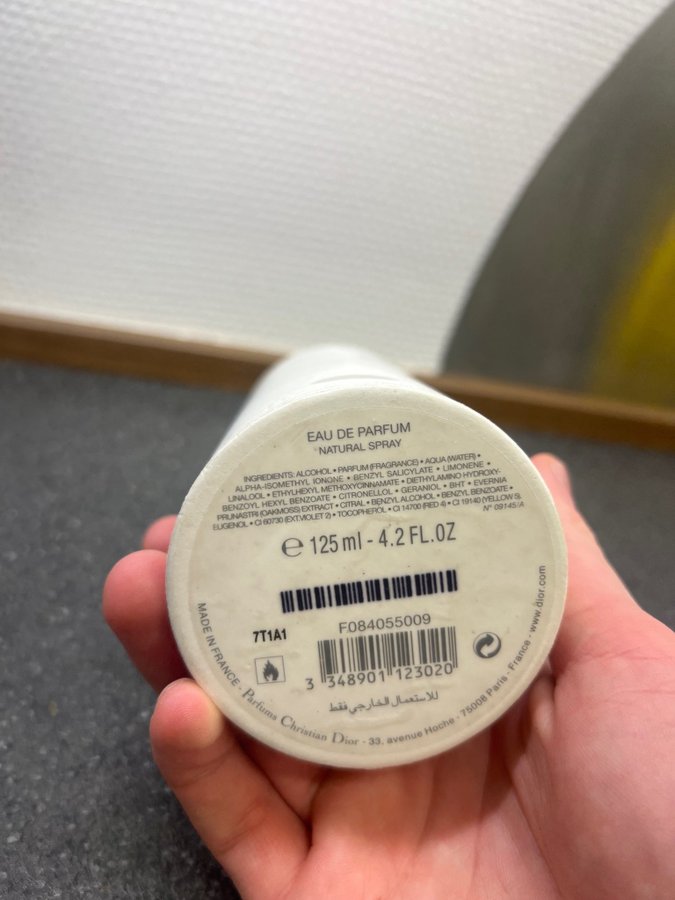 EAU DE PARFUM
NATURAL SPRAY
INGREDIENTS: ALCOHOL • PARFUM (FRAGRANCE) • AQUA (WATER) •
ALPHA-ISOMETHYL IONONE • BENZYL SALICYLATE • LIMONENE •
LINALOOL • ETHYLHEXYL METHOXYCINNAMATE • DIETHYLAMINO HYDROXY-
BENZOYL HEXYL BENZOATE • CITRONELLOL • GERANIOL • BHT • EVERNIA
PRUNASTRI (OAKMOSS) EXTRACT • CITRAL • BENZYL ALCOHOL • BENZYL BENZOATE •
EUGENOL • CI 60730 (EXT. VIOLET 2) • TOCOPHEROL • CI 14700 (RED 4) • CI 19140 (YELLOW 5).
N° 09145/A
℮ 125 ml - 4.2 FL.OZ
7T1A1
F084055009
3 348901 123020
للاستعمال الخارجي فقط
MADE IN FRANCE · Parfums Christian Dior · 33, avenue Hoche · 75008 Paris · France · www.dior.com